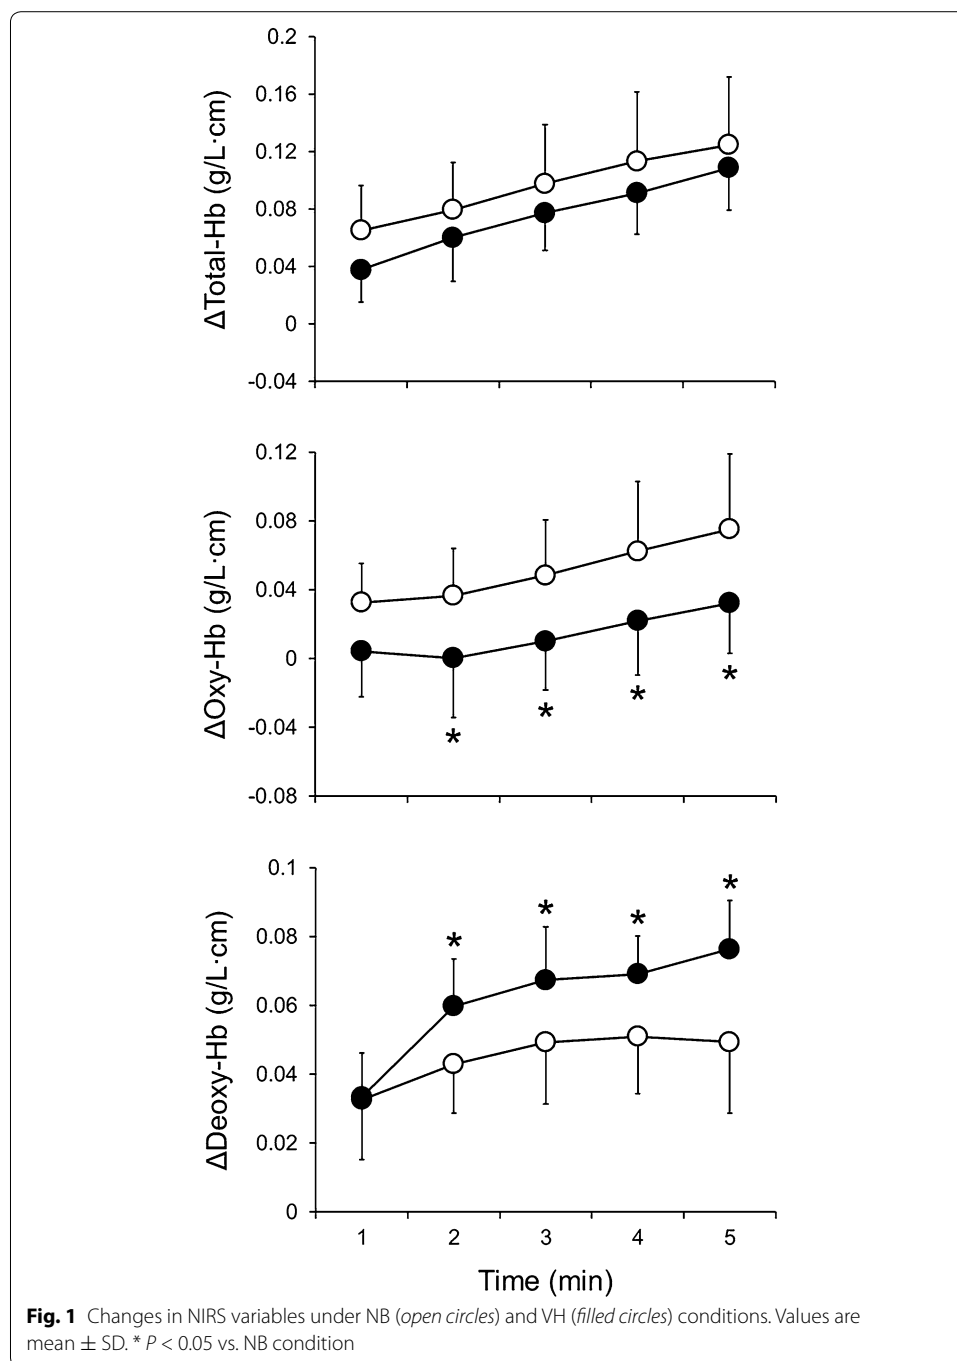 0.2
0.16
0.12
0.08
0.04
0
-0.04
ΔTotal-Hb (g/L·cm)
0.12
0.08
0.04
0
-0.04
-0.08
ΔOxy-Hb (g/L·cm)
* * * *
0.1
0.08
0.06
0.04
0.02
0
ΔDeoxy-Hb (g/L·cm)
* * * *
1 2 3 4 5
Time (min)
Fig. 1 Changes in NIRS variables under NB (open circles) and VH (filled circles) conditions. Values are
mean ± SD. * P < 0.05 vs. NB condition